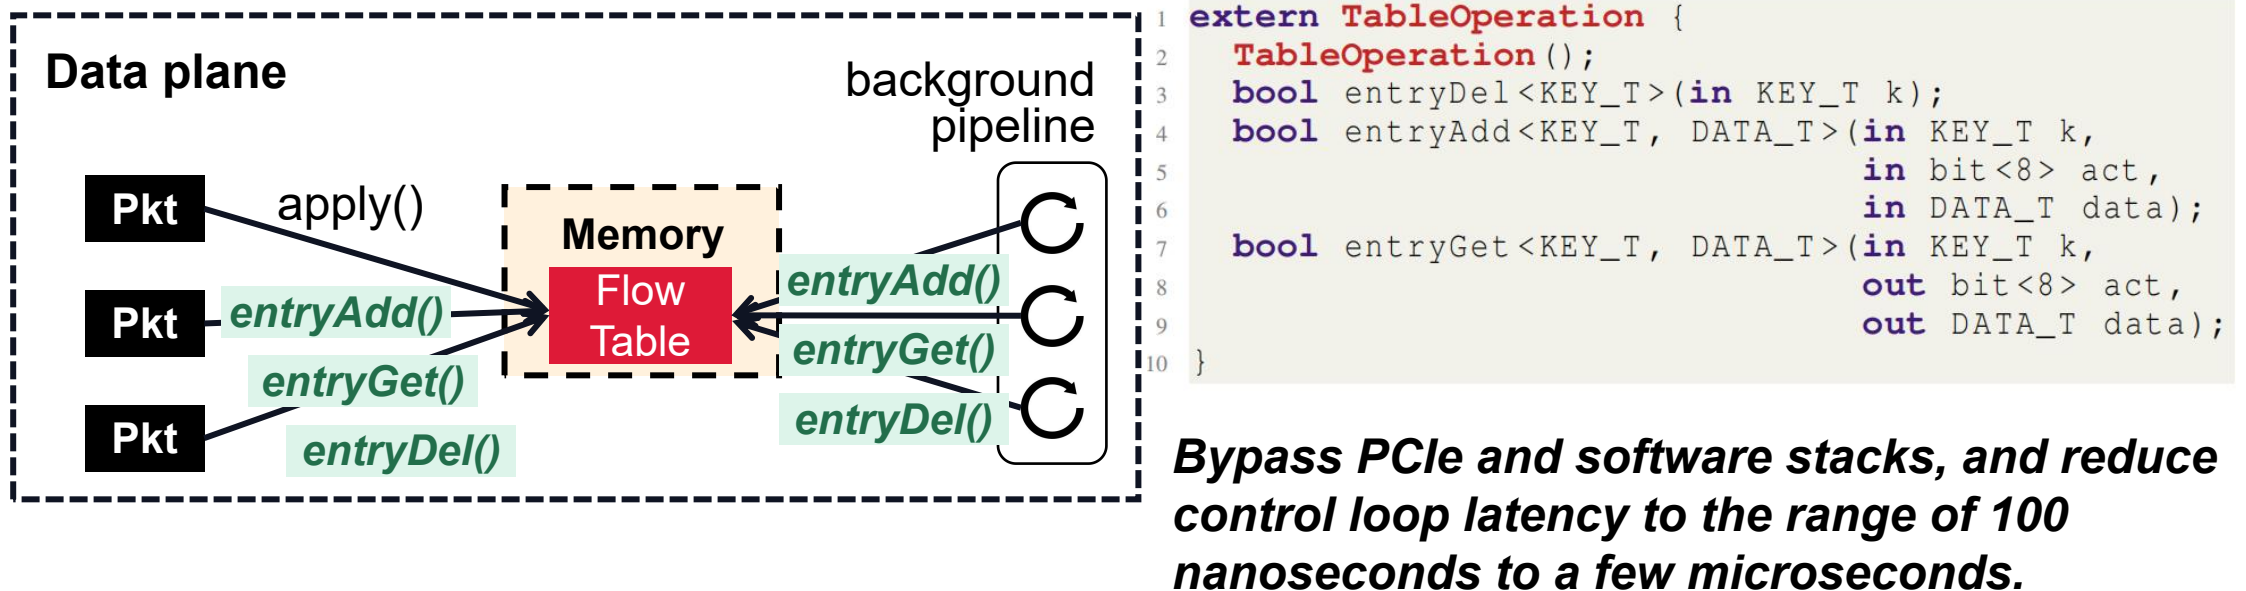 Data plane
background
pipeline
Pkt
apply()
Pkt
entryAdd()
entryGet()
Pkt
entryDel()
Memory
Flow
Table
entryAdd()
entryGet()
entryDel()
1 extern TableOperation {
2 TableOperation();
3 bool entryDel<KEY_T>(in KEY_T k);
4 bool entryAdd<KEY_T, DATA_T>(in KEY_T k,
5 in bit<8> act,
6 in DATA_T data);
7 bool entryGet<KEY_T, DATA_T>(in KEY_T k,
8 out bit<8> act,
9 out DATA_T data);
10 }
Bypass PCIe and software stacks, and reduce
control loop latency to the range of 100
nanoseconds to a few microseconds.